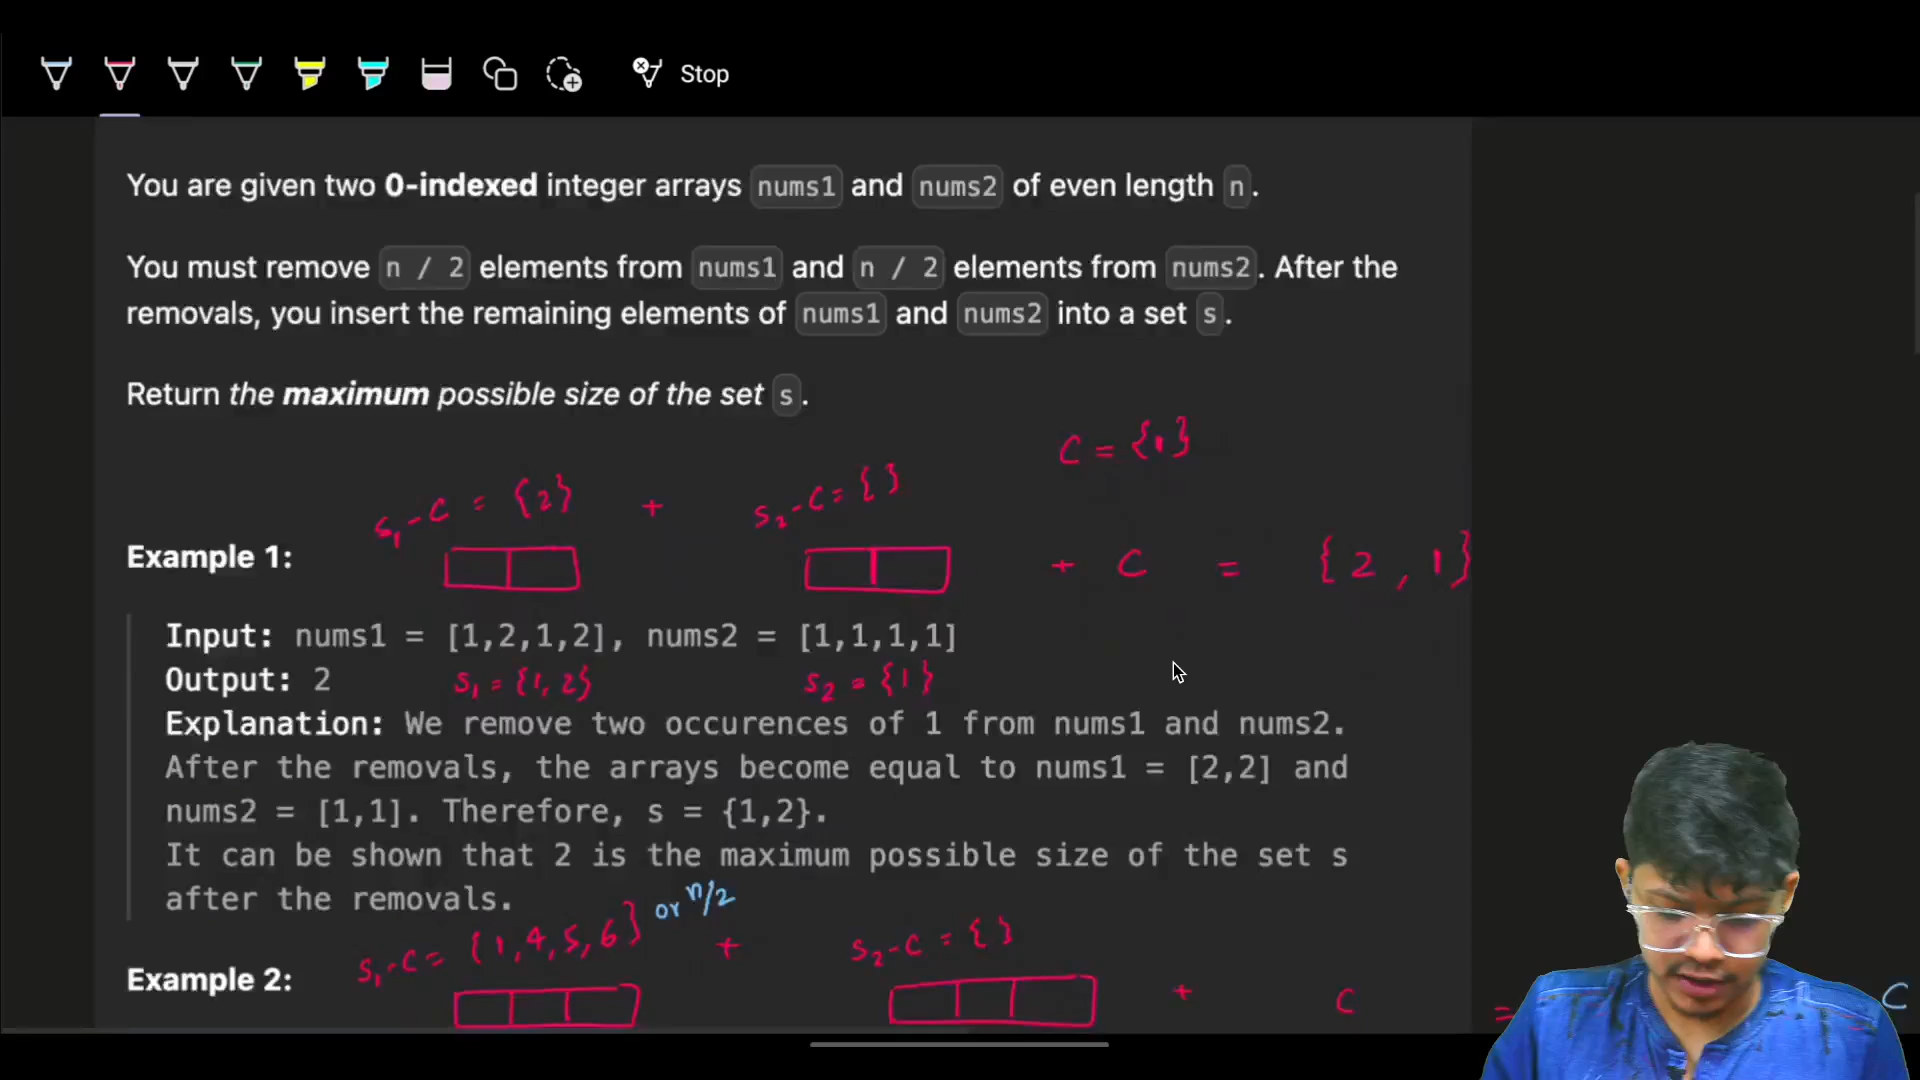 Stop
You are given two 0-indexed integer arrays nums1 and nums2 of even length n.
You must remove n / 2 elements from nums1 and n / 2 elements from nums2. After the
removals, you insert the remaining elements of nums1 and nums2 into a set s.
Return the maximum possible size of the set s.
C = {1}
S1 - C = {2} + S2 - C = { }
Example 1:
+ C = {2, 1}
Input: nums1 = [1,2,1,2], nums2 = [1,1,1,1]
Output: 2 S1 = {1, 2} S2 = {1}
Explanation: We remove two occurences of 1 from nums1 and nums2.
After the removals, the arrays become equal to nums1 = [2,2] and
nums2 = [1,1]. Therefore, s = {1,2}.
It can be shown that 2 is the maximum possible size of the set s
after the removals.
or n/2
S1 - C = {1, 4, 5, 6} + S2 - C = { }
Example 2:
+ C = C